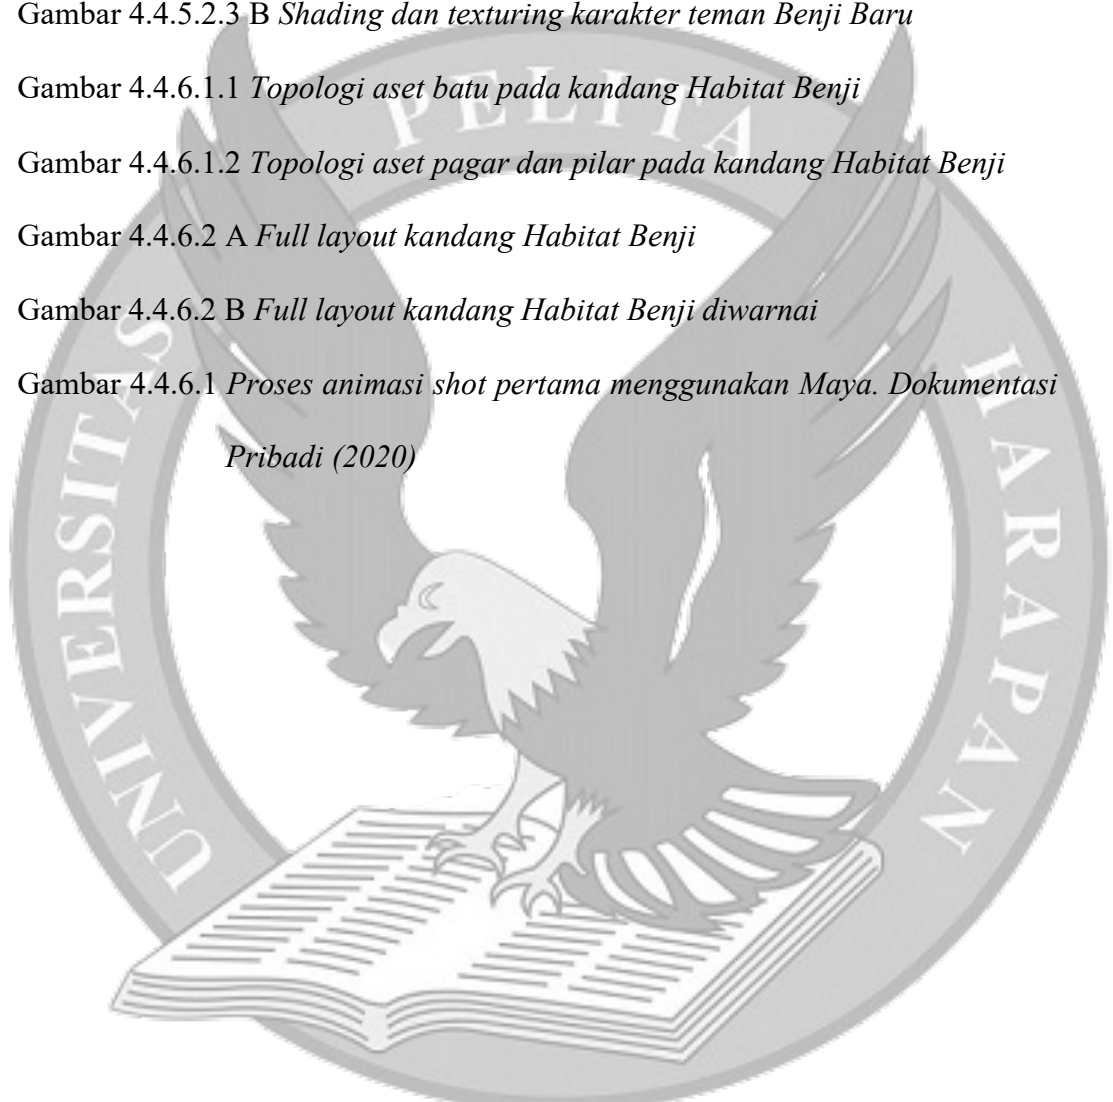 Gambar 4.4.5.2.3 B Shading dan texturing karakter teman Benji Baru
Gambar 4.4.6.1.1 Topologi aset batu pada kandang Habitat Benji
Gambar 4.4.6.1.2 Topologi aset pagar dan pilar pada kandang Habitat Benji
Gambar 4.4.6.2 A Full layout kandang Habitat Benji
Gambar 4.4.6.2 B Full layout kandang Habitat Benji diwarnai
Gambar 4.4.6.1 Proses animasi shot pertama menggunakan Maya. Dokumentasi
Pribadi (2020)
UNIVERSITAS
PELITA
HARAPAN